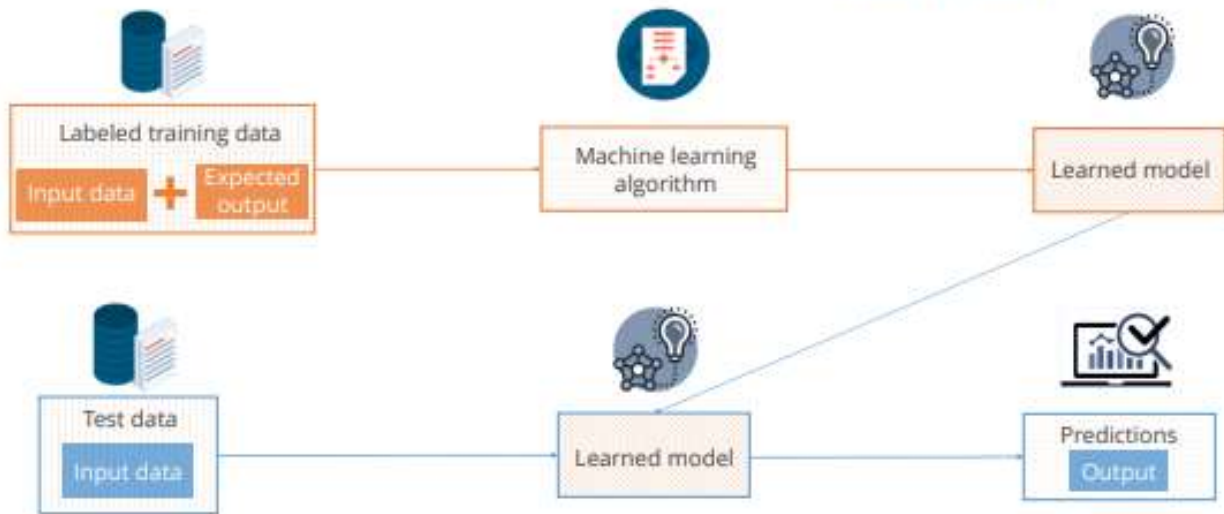 Labeled training data
Input data
Expected
output
Machine learning
algorithm
Learned model
Test data
Input data
Learned model
Predictions
Output